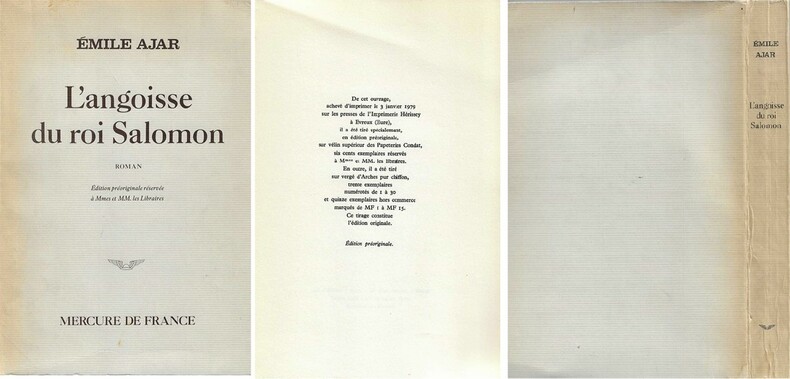 ÉMILE AJAR
L'angoisse
du roi Salomon
ROMAN
Édition préoriginale réservée
à Mmes et MM. les Libraires
MERCURE DE FRANCE
De cet ouvrage,
achevé d'imprimer le 3 janvier 1979
sur les presses de l'Imprimerie Hérissey
à Évreux (Eure),
il a été tiré spécialement,
en édition préoriginale,
sur vélin supérieur des Papeteries Condat,
six cents exemplaires réservés
à Mmes et MM. les libraires.
En outre, il a été tiré
sur vergé d'Arches pur chiffon,
trente exemplaires
numérotés de 1 à 30
et quinze exemplaires hors commerce
marqués de MF 1 à MF 15.
Ce tirage constitue
l'édition originale.
Édition préoriginale.
ÉMILE
AJAR
L'angoisse
du roi
Salomon